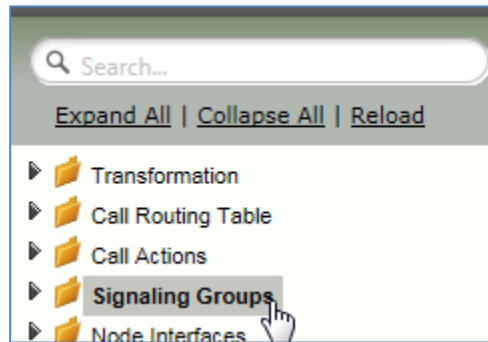 Search...
Expand All | Collapse All | Reload
Transformation
Call Routing Table
Call Actions
Signaling Groups
Node Interfaces